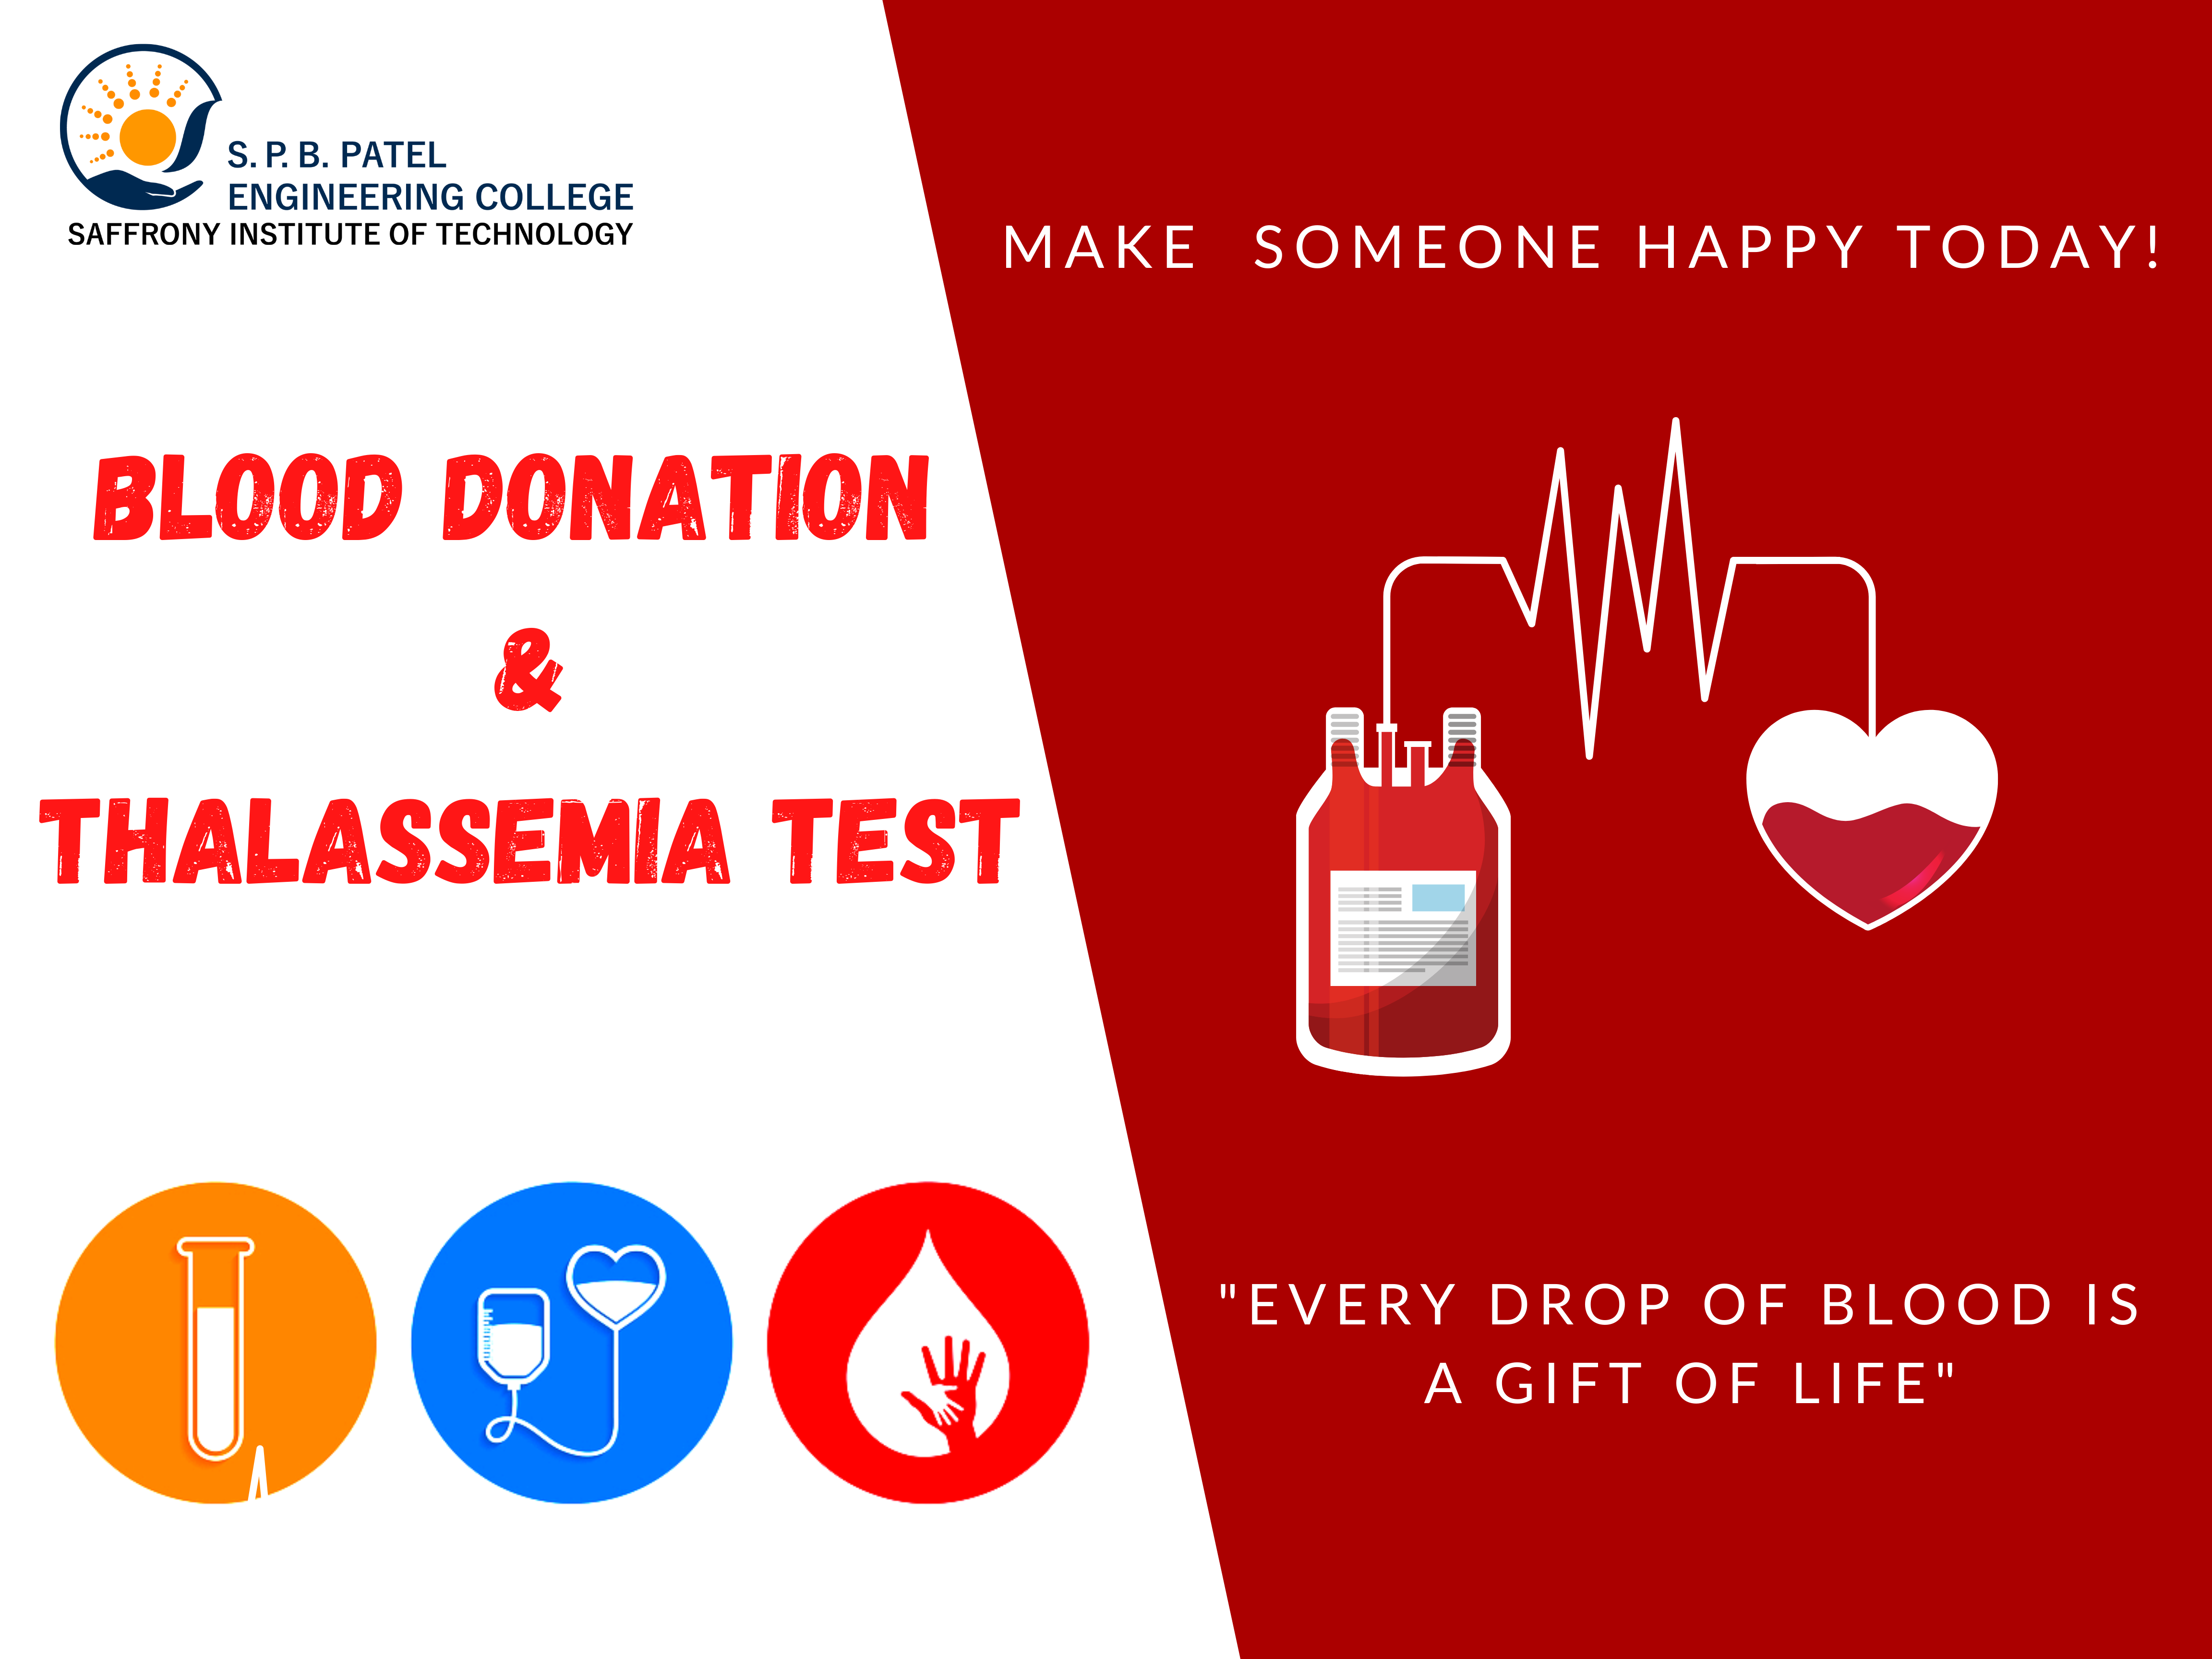 S. P. B. PATEL
ENGINEERING COLLEGE
SAFFRONY INSTITUTE OF TECHNOLOGY
BLOOD DONATION
&
THALASSEMIA TEST
MAKE SOMEONE HAPPY TODAY!
"EVERY DROP OF BLOOD IS
A GIFT OF LIFE"